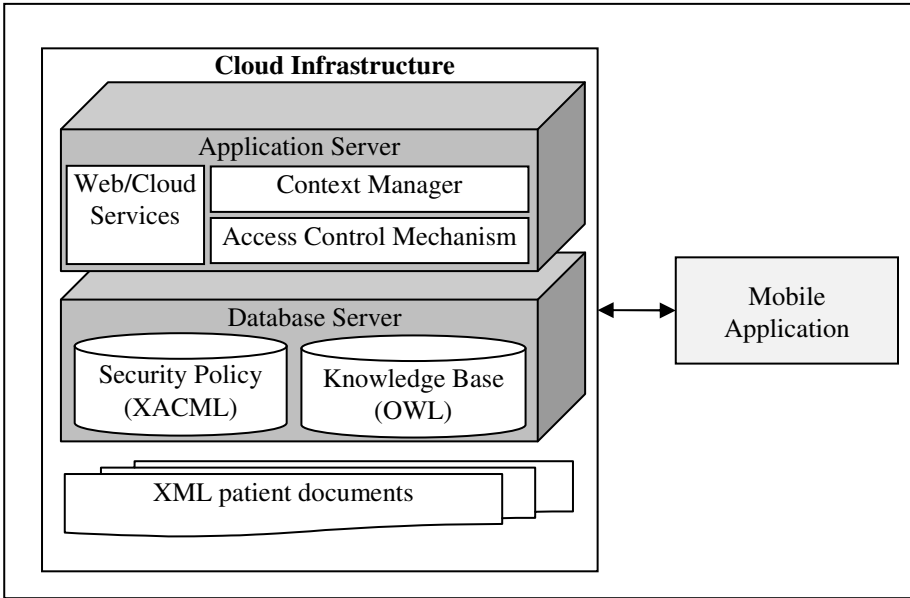 Cloud Infrastructure
Application Server
Web/Cloud
Services
Context Manager
Access Control Mechanism
Database Server
Security Policy
(XACML)
Knowledge Base
(OWL)
XML patient documents
Mobile
Application